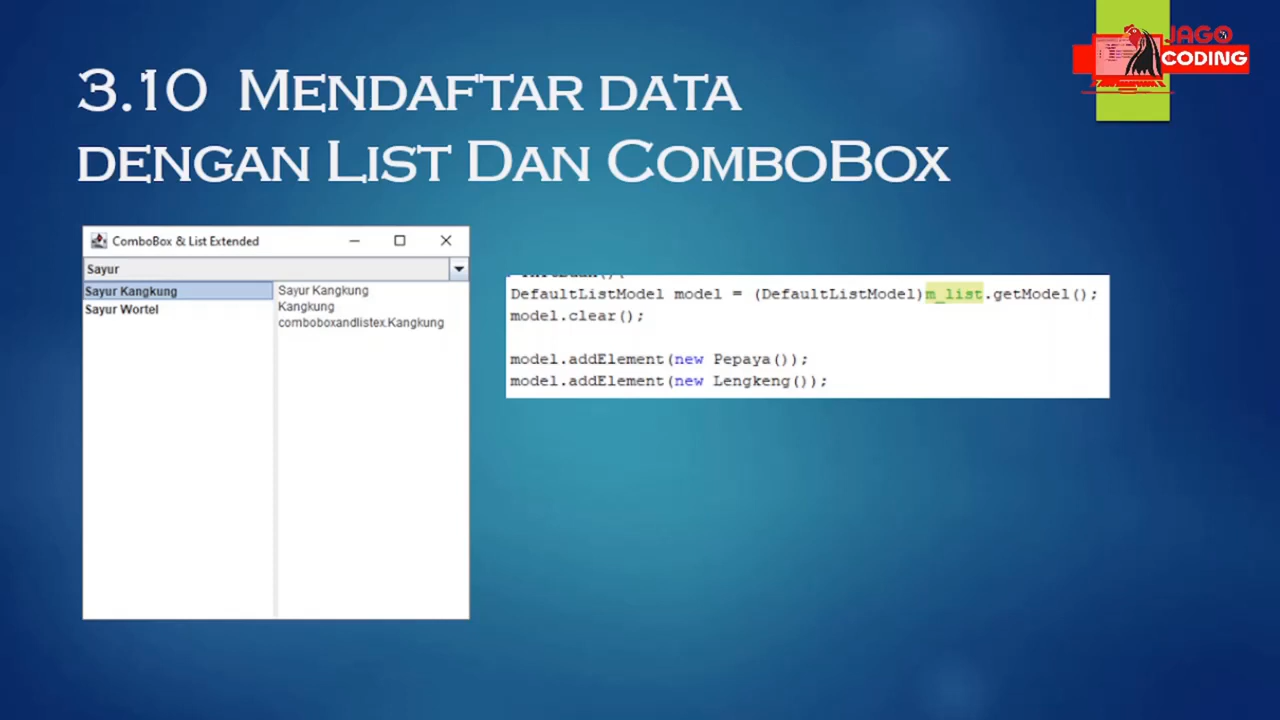 JAGO
CODING
3.10 Mendaftar data
dengan List Dan ComboBox
ComboBox & List Extended
Sayur
Sayur Kangkung
Sayur Wortel
Sayur Kangkung
Kangkung
comboboxandlistex.Kangkung
DefaultListModel model = (DefaultListModel)m_list.getModel();
model.clear();
model.addElement(new Pepaya());
model.addElement(new Lengkeng());